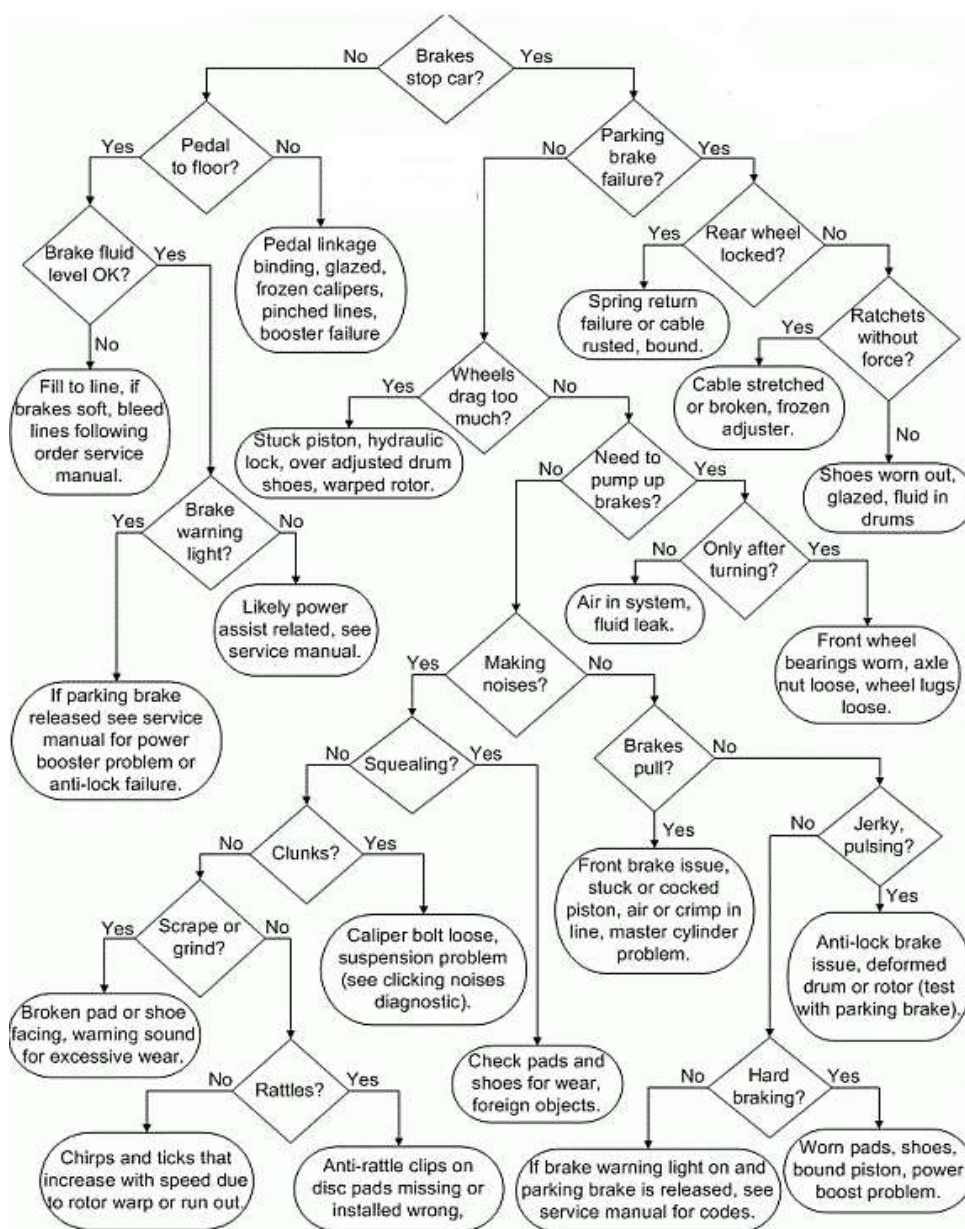 Brakes
stop car?
No
Yes
Pedal
to floor?
Yes
No
Parking
brake
failure?
No
Yes
Brake fluid
level OK?
Yes
No
Pedal linkage
binding, glazed,
frozen calipers,
pinched lines,
booster failure
Rear wheel
locked?
Yes
No
Spring return
failure or cable
rusted, bound.
Ratchets
without
force?
Yes
No
Cable stretched
or broken, frozen
adjuster.
Shoes worn out,
glazed, fluid in
drums
Fill to line, if
brakes soft, bleed
lines following
order service
manual.
Wheels
drag too
much?
Yes
No
Stuck piston, hydraulic
lock, over adjusted drum
shoes, warped rotor.
Need to
pump up
brakes?
No
Yes
Brake
warning
light?
Yes
No
Likely power
assist related, see
service manual.
If parking brake
released see service
manual for power
booster problem or
anti-lock failure.
Only after
turning?
No
Yes
Air in system,
fluid leak.
Front wheel
bearings worn, axle
nut loose, wheel lugs
loose.
Making
noises?
Yes
No
Squealing?
No
Yes
Brakes
pull?
No
Yes
Clunks?
No
Yes
Jerky,
pulsing?
No
Yes
Front brake issue,
stuck or cocked
piston, air or crimp in
line, master cylinder
problem.
Scrape or
grind?
Yes
No
Caliper bolt loose,
suspension problem
(see clicking noises
diagnostic).
Anti-lock brake
issue, deformed
drum or rotor (test
with parking brake).
Broken pad or shoe
facing, warning sound
for excessive wear.
Check pads and
shoes for wear,
foreign objects.
Rattles?
No
Yes
Hard
braking?
No
Yes
Chirps and ticks that
increase with speed due
to rotor warp or run out.
Anti-rattle clips on
disc pads missing or
installed wrong,
If brake warning light on and
parking brake is released, see
service manual for codes.
Worn pads, shoes,
bound piston, power
boost problem.